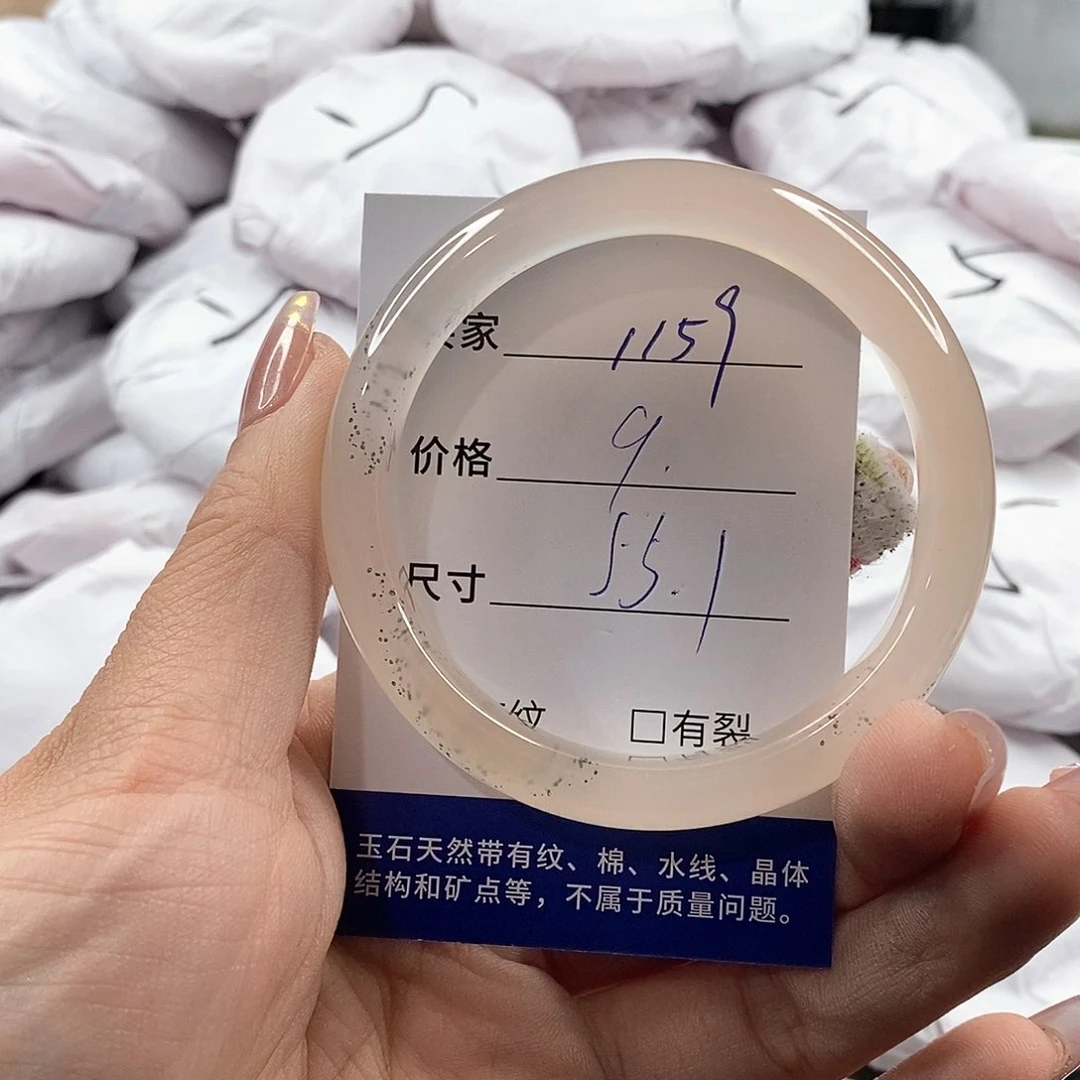 家 1159
价格 9.
尺寸 55.1
纹 □有裂
玉石天然带有纹、棉、水线、晶体
结构和矿点等，不属于质量问题。